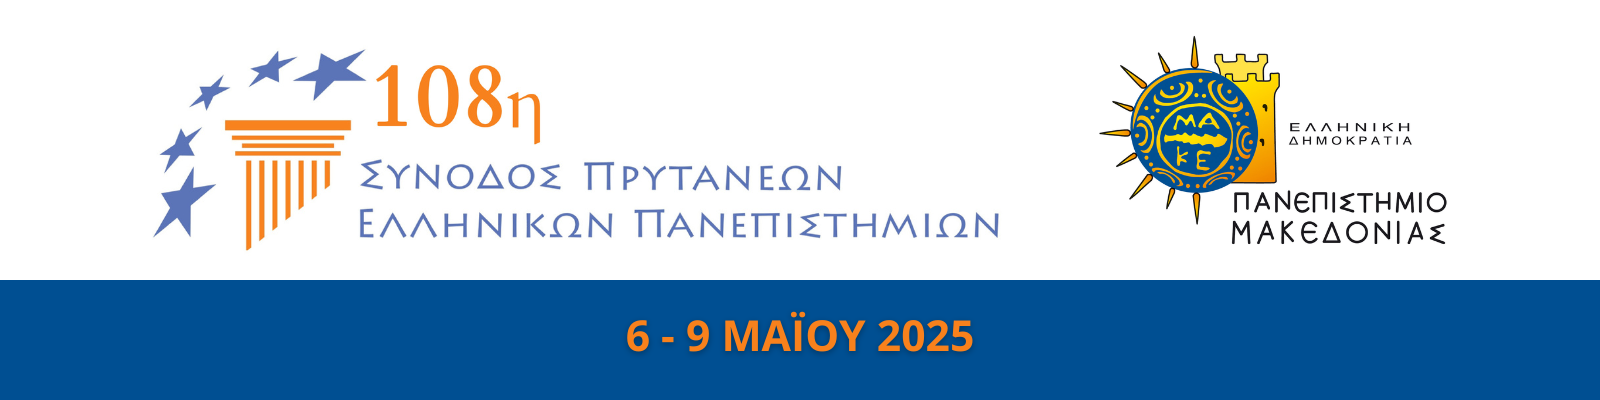 108η
ΣΥΝΟΔΟΣ ΠΡΥΤΑΝΕΩΝ
ΕΛΛΗΝΙΚΩΝ ΠΑΝΕΠΙΣΤΗΜΙΩΝ
ΜΑ
ΚΕ
ΕΛΛΗΝΙΚΗ
ΔΗΜΟΚΡΑΤΙΑ
ΠΑΝΕΠΙΣΤΗΜΙΟ
ΜΑΚΕΔΟΝΙΑΣ
6 - 9 ΜΑΪΟΥ 2025